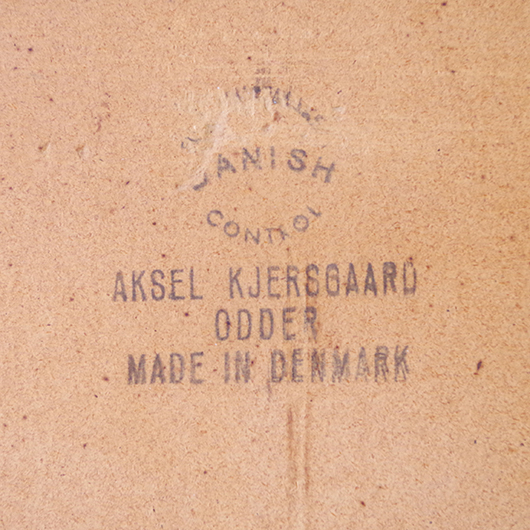 DANISH
CONTROL
AKSEL KJERSGAARD
ODDER
MADE IN DENMARK